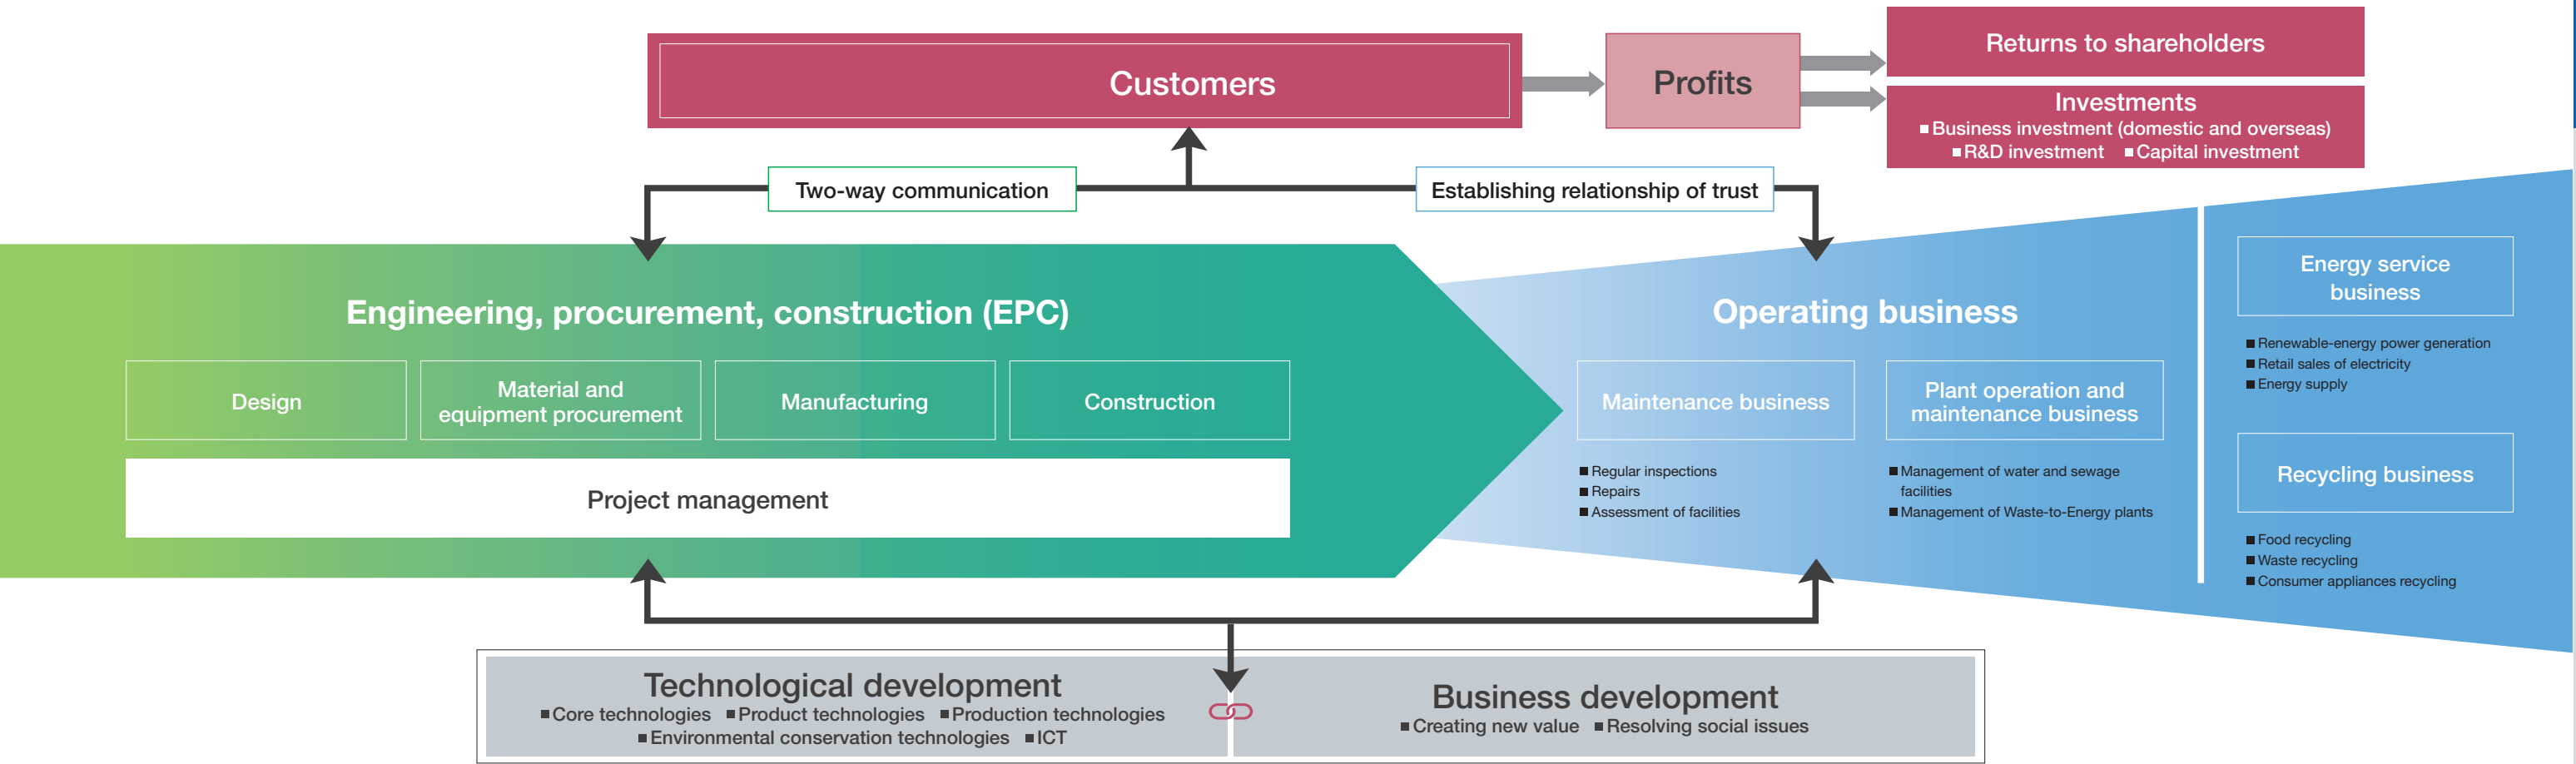 Customers
Profits
Returns to shareholders
Investments
■ Business investment (domestic and overseas)
■ R&D investment ■ Capital investment
Two-way communication
Establishing relationship of trust
Engineering, procurement, construction (EPC)
Design
Material and
equipment procurement
Manufacturing
Construction
Project management
Operating business
Maintenance business
■ Regular inspections
■ Repairs
■ Assessment of facilities
Plant operation and
maintenance business
■ Management of water and sewage
facilities
■ Management of Waste-to-Energy plants
Energy service
business
■ Renewable-energy power generation
■ Retail sales of electricity
■ Energy supply
Recycling business
■ Food recycling
■ Waste recycling
■ Consumer appliances recycling
Technological development
■ Core technologies ■ Product technologies ■ Production technologies
■ Environmental conservation technologies ■ ICT
Business development
■ Creating new value ■ Resolving social issues